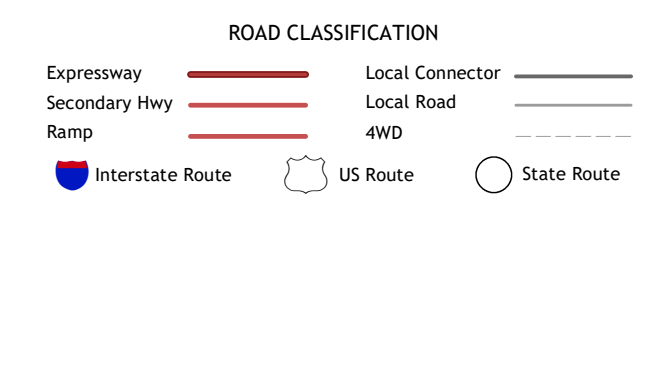 ROAD CLASSIFICATION
Expressway
Secondary Hwy
Ramp
Local Connector
Local Road
4WD
Interstate Route
US Route
State Route